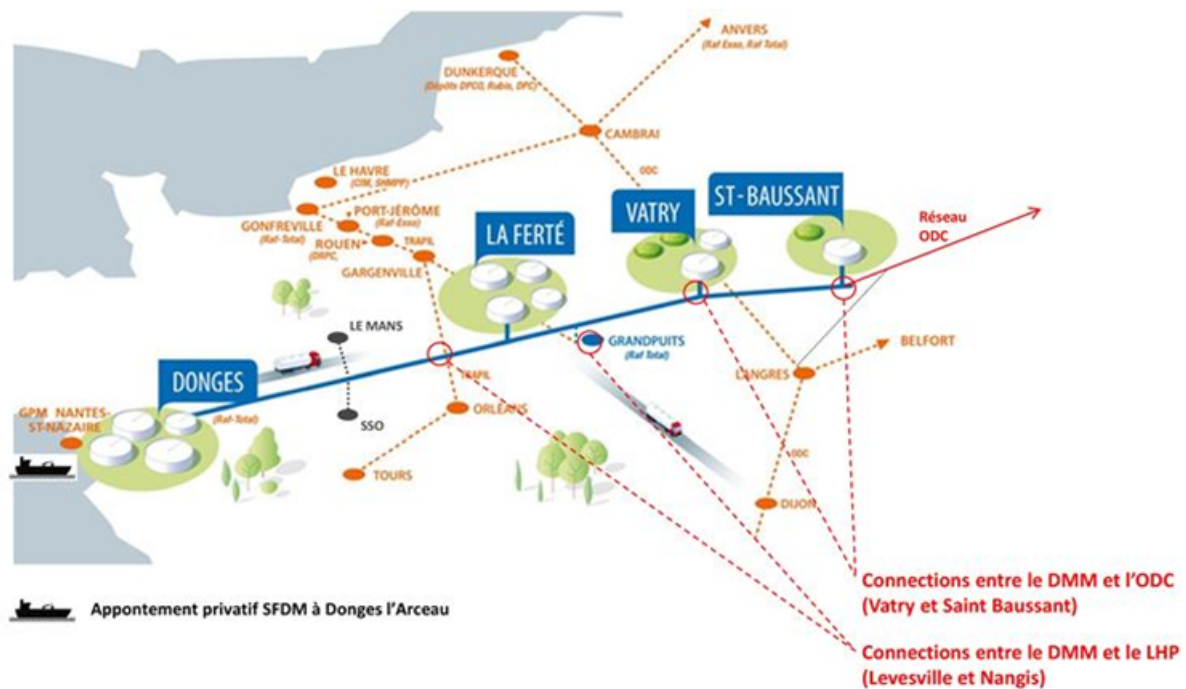 ANVERS
(Raf Esso, Raf Total)
DUNKERQUE
(Dépôts DPCO, Rubis, DPC)
CAMBRAI
ODC
LE HAVRE
(CIM, SHMPP)
GONFREVILLE
(Raf-Total)
PORT-JÉRÔME
(Raf-Esso)
ROUEN
(DRPC,
TRAPIL
GARGENVILLE
LA FERTÉ
VATRY
ST-BAUSSANT
Réseau
ODC
LE MANS
GRANDPUITS
(Raf Total)
BELFORT
LANGRES
DONGES
(Raf-Total)
TRAPIL
ORLÉANS
SSO
GPM NANTES-
ST-NAZAIRE
TOURS
ODC
DIJON
Connections entre le DMM et l'ODC
(Vatry et Saint Baussant)
Appontement privatif SFDM à Donges l'Arceau
Connections entre le DMM et le LHP
(Levesville et Nangis)